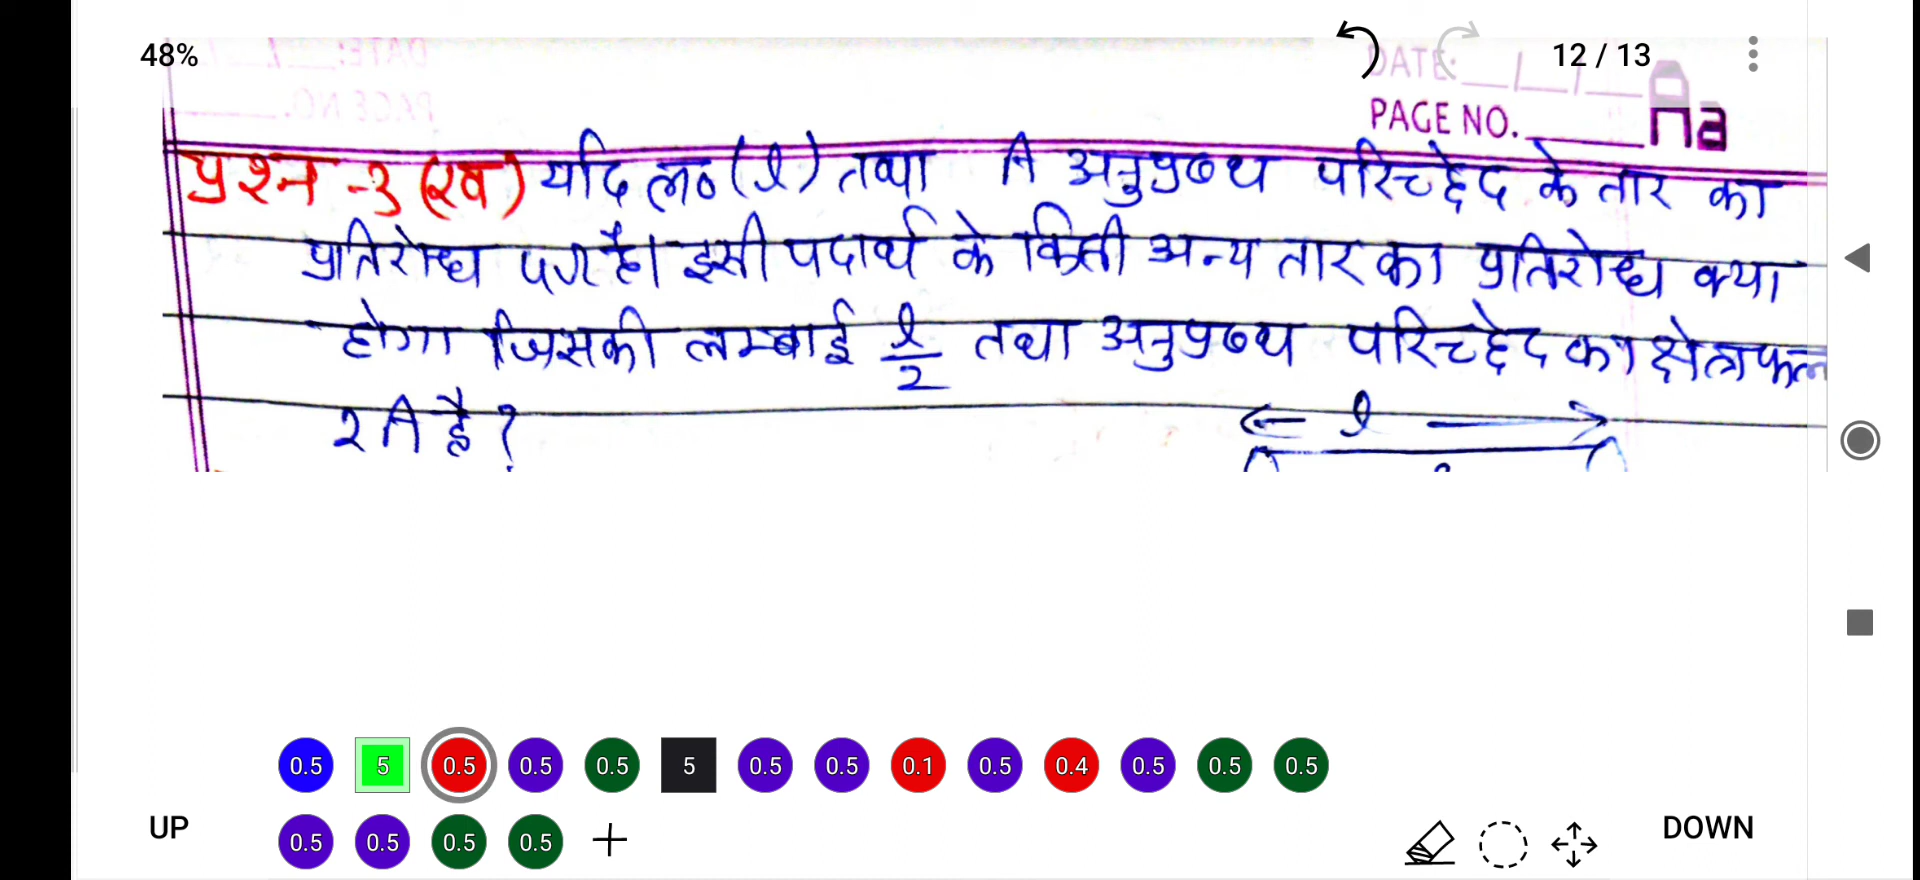 48%
12 / 13
DATE:
PAGE NO.
प्रश्न -3 (ख) यदि ल० (l) तथा A अनुप्रस्थ परिच्छेद के तार का
प्रतिरोध है। इसी पदार्थ के किसी अन्य तार का प्रतिरोध क्या
होगा जिसकी लम्बाई l/2 तथा अनुप्रस्थ परिच्छेद का क्षेत्रफल
2A है?
l
0.5 5 0.5 0.5 0.5 5 0.5 0.5 0.1 0.5 0.4 0.5 0.5 0.5
UP 0.5 0.5 0.5 0.5 DOWN